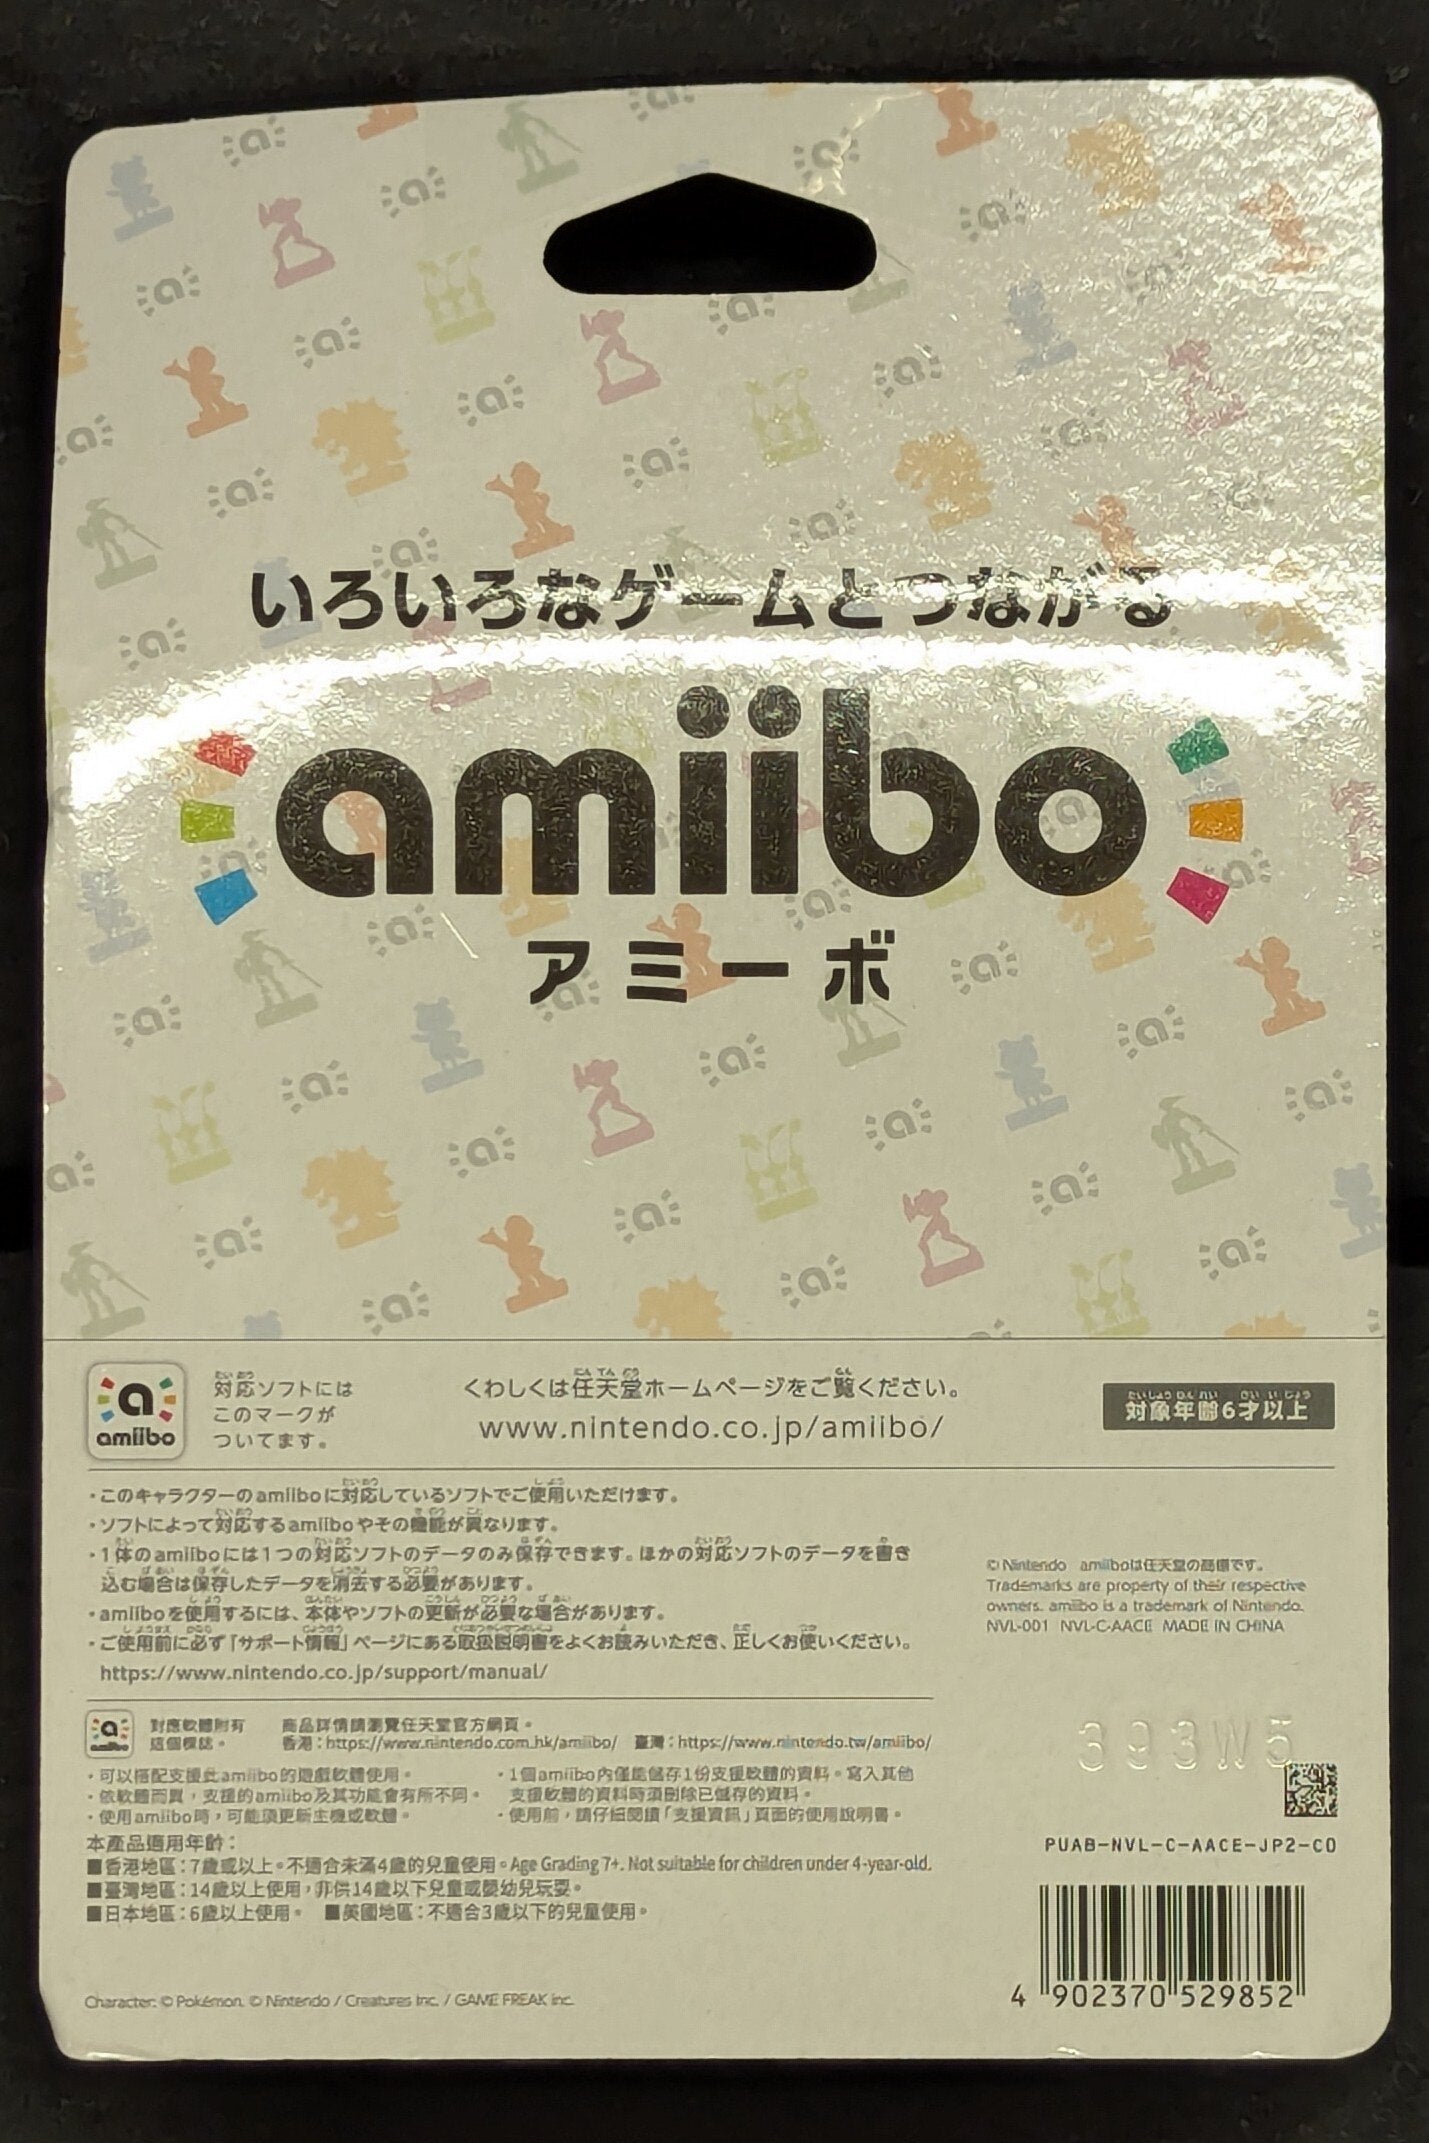 いろいろなゲームとつながる
amiibo
アミーボ
a
amiibo
対応ソフトには
このマークが
ついてます。
くわしくは任天堂ホームページをご覧ください。
www.nintendo.co.jp/amiibo/
対象年齢6才以上
・このキャラクターのamiiboに対応しているソフトでご使用いただけます。
・ソフトによって対応するamiiboやその機能が異なります。
・1体のamiiboには1つの対応ソフトのデータのみ保存できます。ほかの対応ソフトのデータを書き
込む場合は保存したデータを消去する必要があります。
・amiiboを使用するには、本体やソフトの更新が必要な場合があります。
・ご使用前に必ず「サポート情報」ページにある取扱説明書をよくお読みいただき、正しくお使いください。
https://www.nintendo.co.jp/support/manual/
© Nintendo amiiboは任天堂の商標です。
Trademarks are property of their respective
owners. amiibo is a trademark of Nintendo.
NVL-001 NVL-C-AACE MADE IN CHINA
a
amiibo
對應軟體附有
這個標誌。
商品詳情請瀏覽任天堂官方網頁。
香港：https://www.nintendo.com.hk/amiibo/ 臺灣：https://www.nintendo.tw/amiibo/
・可以搭配支援此amiibo的遊戲軟體使用。
・依軟體而異，支援的amiibo及其功能會有所不同。
・使用amiibo時，可能須更新主機或軟體。
・1個amiibo內僅能儲存1份支援軟體的資料。寫入其他
支援軟體的資料時須刪除已儲存的資料。
・使用前，請仔細閱讀「支援資訊」頁面的使用說明書。
本產品適用年齡：
■香港地區：7歲或以上。不適合未滿4歲的兒童使用。Age Grading 7+. Not suitable for children under 4-year-old.
■臺灣地區：14歲以上使用，非供14歲以下兒童或嬰幼兒玩耍。
■日本地區：6歲以上使用。 ■美國地區：不適合3歲以下的兒童使用。
393W5
PUAB-NVL-C-AACE-JP2-C0
4 902370 529852
Character: © Pokémon. © Nintendo / Creatures Inc. / GAME FREAK inc.